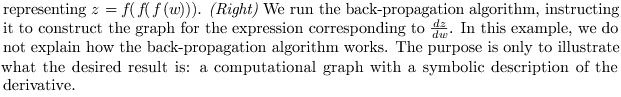 representing z = f(f(f(w))). (Right) We run the back-propagation algorithm, instructing
it to construct the graph for the expression corresponding to dz/dw. In this example, we do
not explain how the back-propagation algorithm works. The purpose is only to illustrate
what the desired result is: a computational graph with a symbolic description of the
derivative.